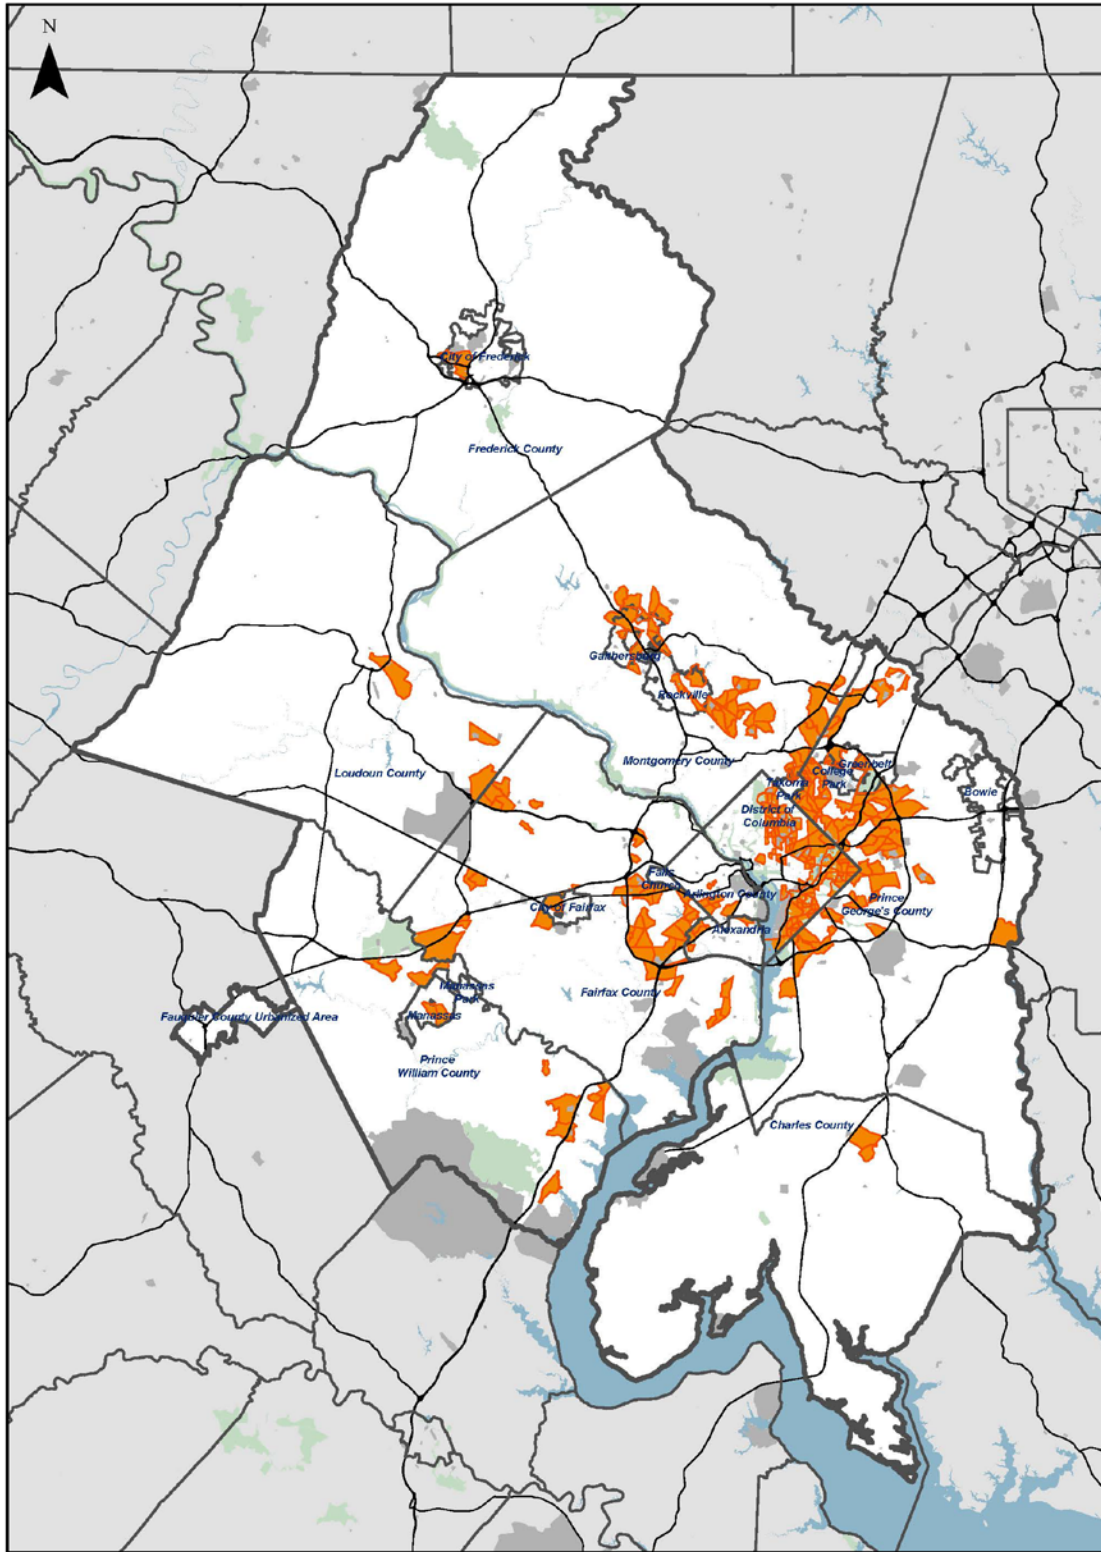 N
City of Frederick
Frederick County
Gaithersburg
Rockville
Montgomery County
Loudoun County
Greenbelt
College
Park
Takoma
Park
Bowie
District of
Columbia
Falls
Church
Arlington County
City of Fairfax
Prince
George's County
Alexandria
Fairfax County
Manassas
Park
Manassas
Fauquier County Urbanized Area
Prince
William County
Charles County